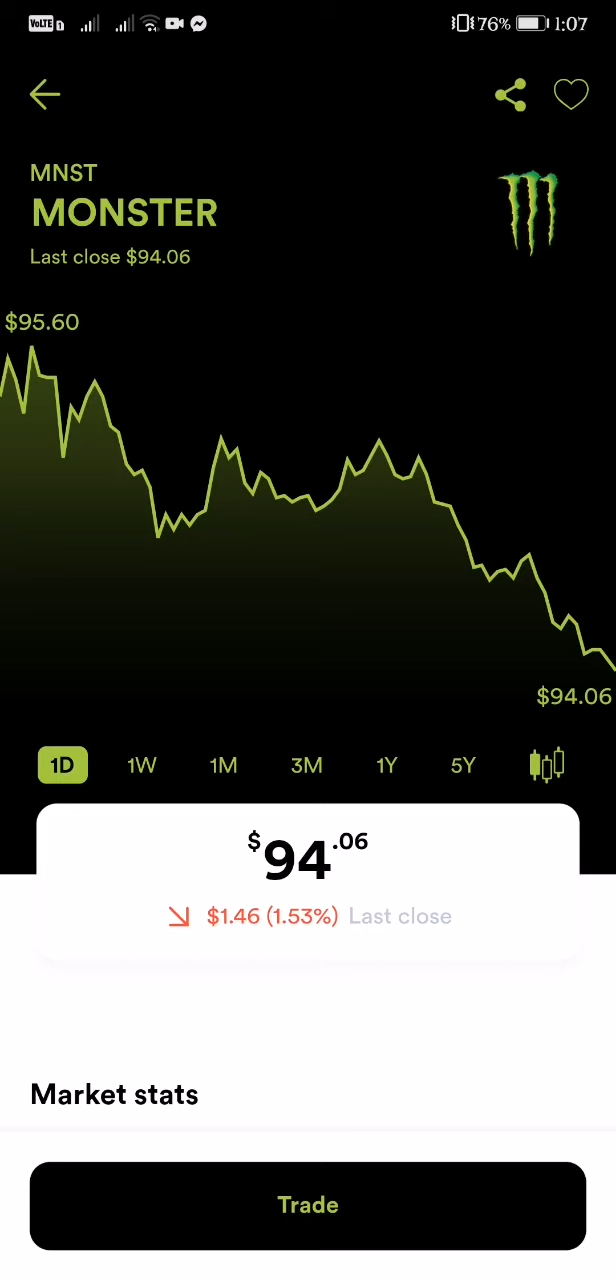 VoLTE 1 76% 1:07
MNST
MONSTER
Last close $94.06
$95.60
$94.06
1D 1W 1M 3M 1Y 5Y
$94.06
$1.46 (1.53%) Last close
Market stats
Trade